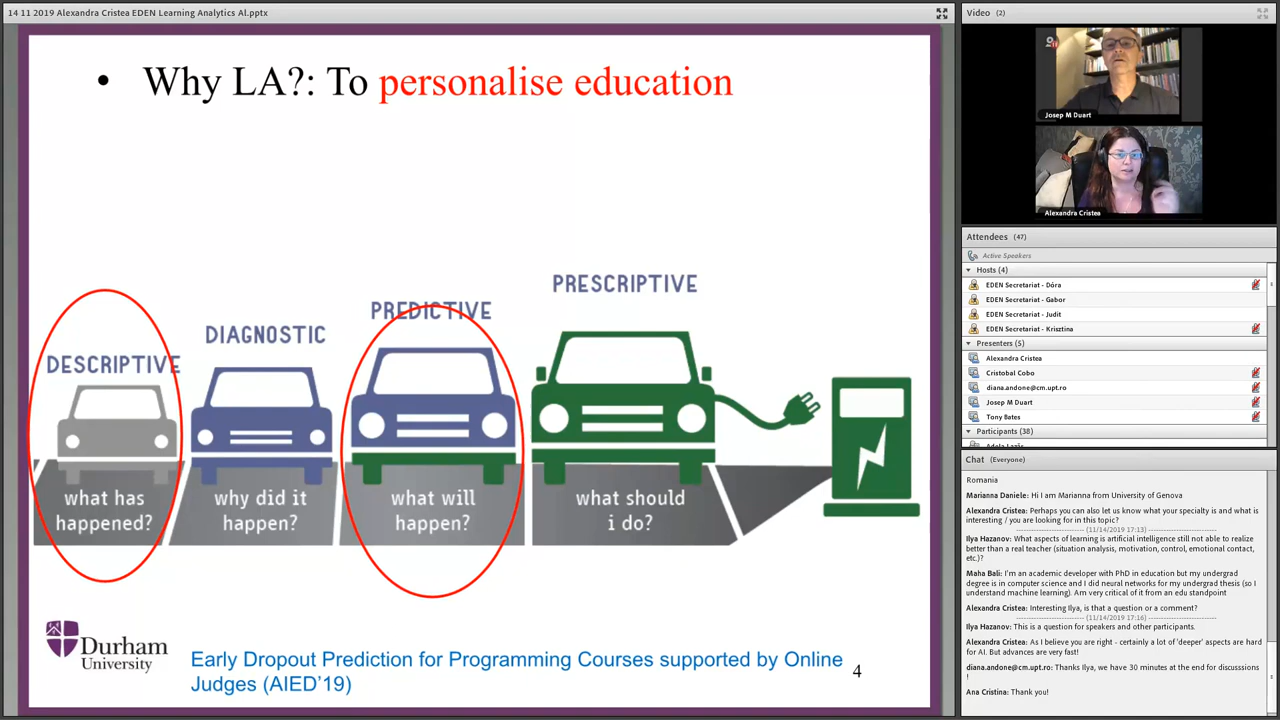 14 11 2019 Alexandra Cristea EDEN Learning Analytics AI.pptx
• Why LA?: To personalise education
DESCRIPTIVE
DIAGNOSTIC
PREDICTIVE
PRESCRIPTIVE
what has
happened?
why did it
happen?
what will
happen?
what should
i do?
Durham
University
Early Dropout Prediction for Programming Courses supported by Online
Judges (AIED'19)
4
Video (2)
Josep M Duart
Alexandra Cristea
Attendees (47)
Active Speakers
Hosts (4)
EDEN Secretariat - Dóra
EDEN Secretariat - Gabor
EDEN Secretariat - Judit
EDEN Secretariat - Krisztina
Presenters (5)
Alexandra Cristea
Cristobal Cobo
diana.andone@cm.upt.ro
Josep M Duart
Tony Bates
Participants (38)
Chat (Everyone)
Romania
Marianna Daniele: Hi I am Marianna from University of Genova
Alexandra Cristea: Perhaps you can also let us know what your specialty is and what is
interesting / you are looking for in this topic?
------------------ (11/14/2019 17:13) ------------------
Ilya Hazanov: What aspects of learning is artificial intelligence still not able to realize
better than a real teacher (situation analysis, motivation, control, emotional contact,
etc.)?
Maha Bali: I'm an academic developer with PhD in education but my undergrad
degree is in computer science and I did neural networks for my undergrad thesis (so I
understand machine learning). Am very critical of it from an edu standpoint
Alexandra Cristea: Interesting Ilya, is that a question or a comment?
------------------ (11/14/2019 17:16) ------------------
Ilya Hazanov: This is a question for speakers and other participants.
Alexandra Cristea: As I believe you are right - certainly a lot of 'deeper' aspects are hard
for AI. But advances are very fast!
diana.andone@cm.upt.ro: Thanks Ilya, we have 30 minutes at the end for discusssions
!
Ana Cristina: Thank you!